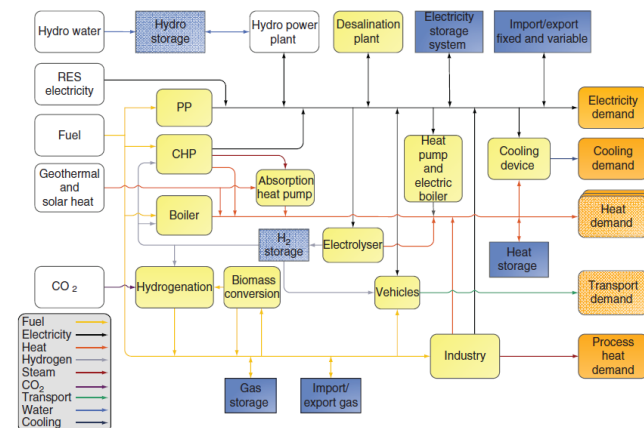 Hydro water
Hydro
storage
Hydro power
plant
Desalination
plant
Electricity
storage
system
Import/export
fixed and variable
RES
electricity
PP
Electricity
demand
Fuel
CHP
Heat
pump and
electric
boiler
Cooling
device
Cooling
demand
Geothermal
and
solar heat
Absorption
heat pump
Boiler
Heat
demand
H2
storage
Electrolyser
Heat
storage
CO2
Hydrogenation
Biomass
conversion
Vehicles
Transport
demand
Fuel
Electricity
Heat
Hydrogen
Steam
CO2
Transport
Water
Cooling
Industry
Process
heat
demand
Gas
storage
Import/
export gas